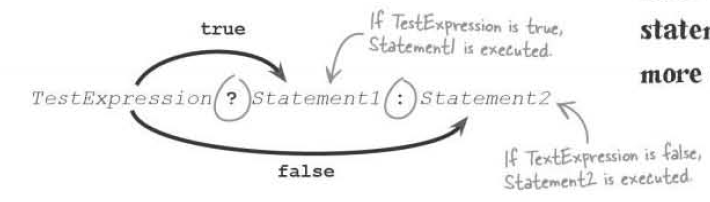 true
If TestExpression is true,
Statement1 is executed.
TestExpression ? Statement1 : Statement2
false
If TextExpression is false,
Statement2 is executed.
more